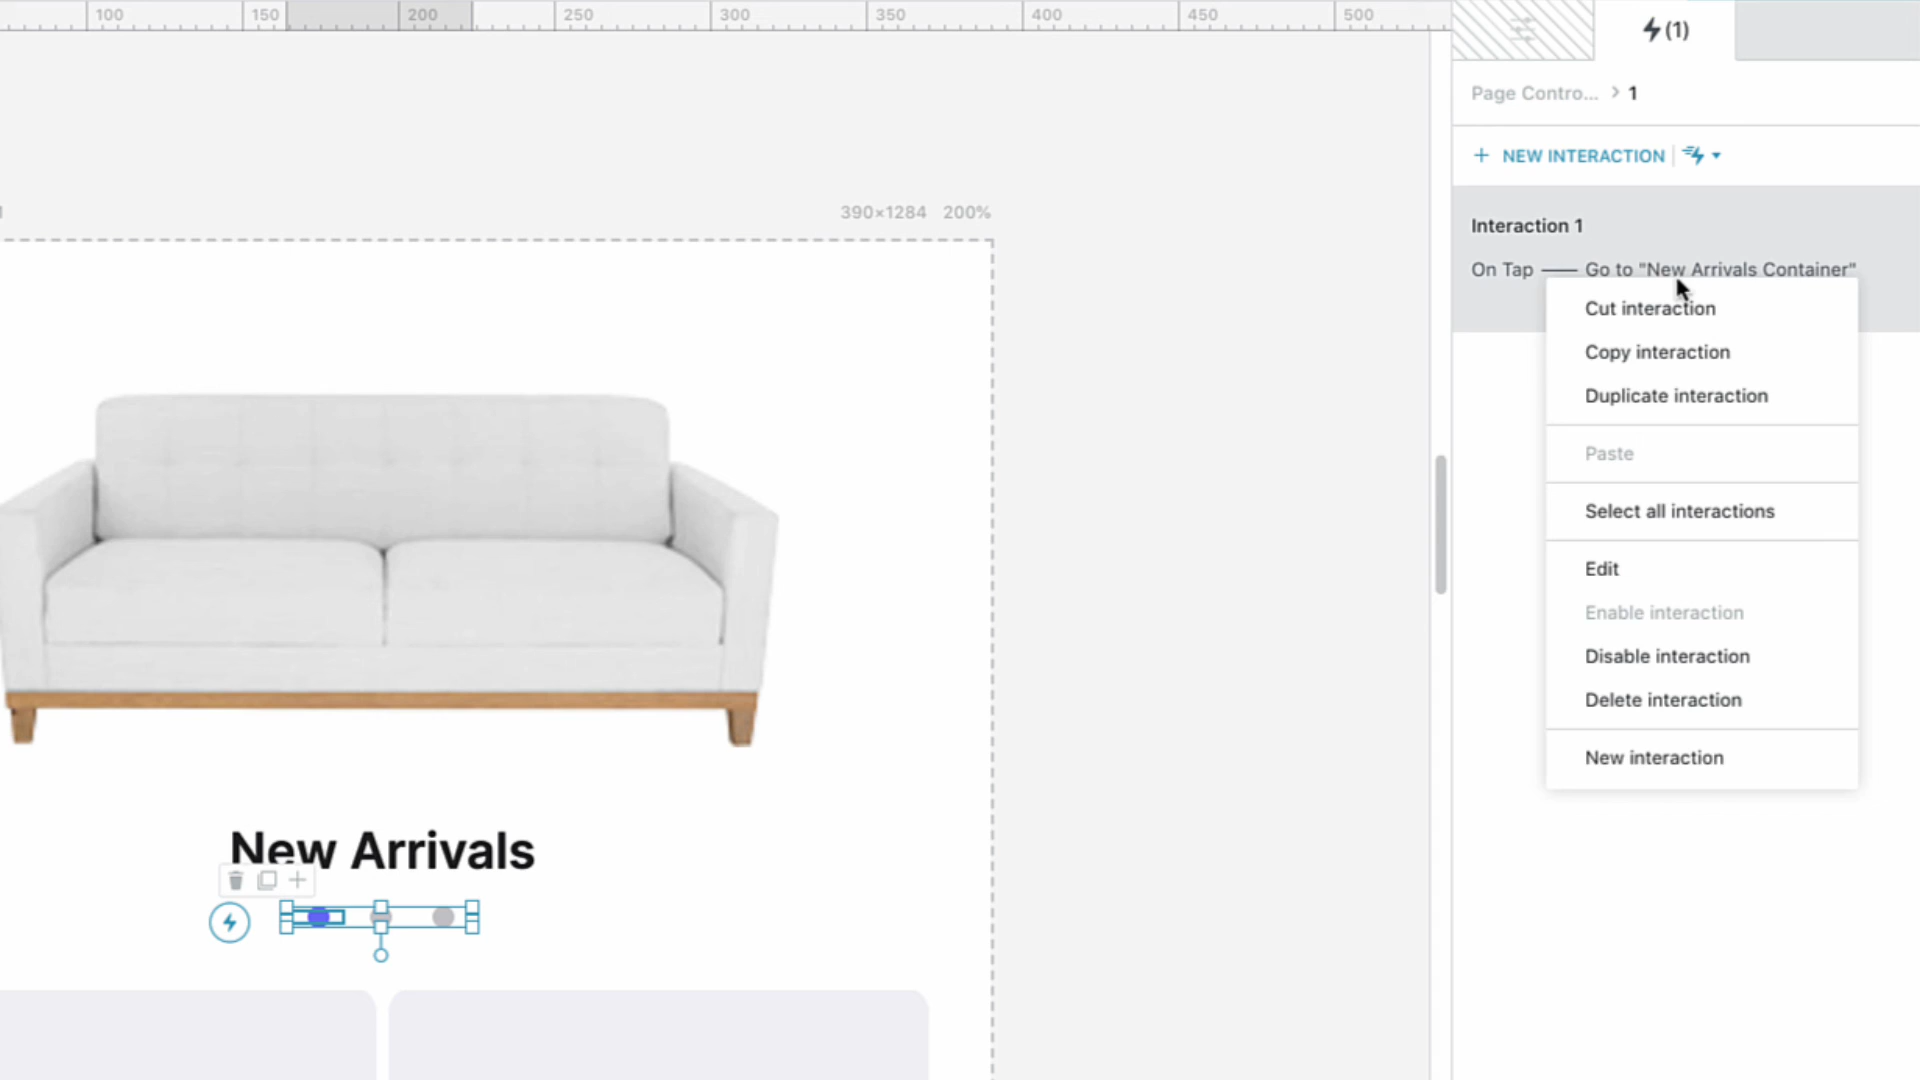 100 150 200 250 300 350 400 450 500
(1)
Page Contro... > 1
+ NEW INTERACTION
390×1284 200%
Interaction 1
On Tap — Go to "New Arrivals Container"
Cut interaction
Copy interaction
Duplicate interaction
Paste
Select all interactions
Edit
Enable interaction
Disable interaction
Delete interaction
New interaction
New Arrivals